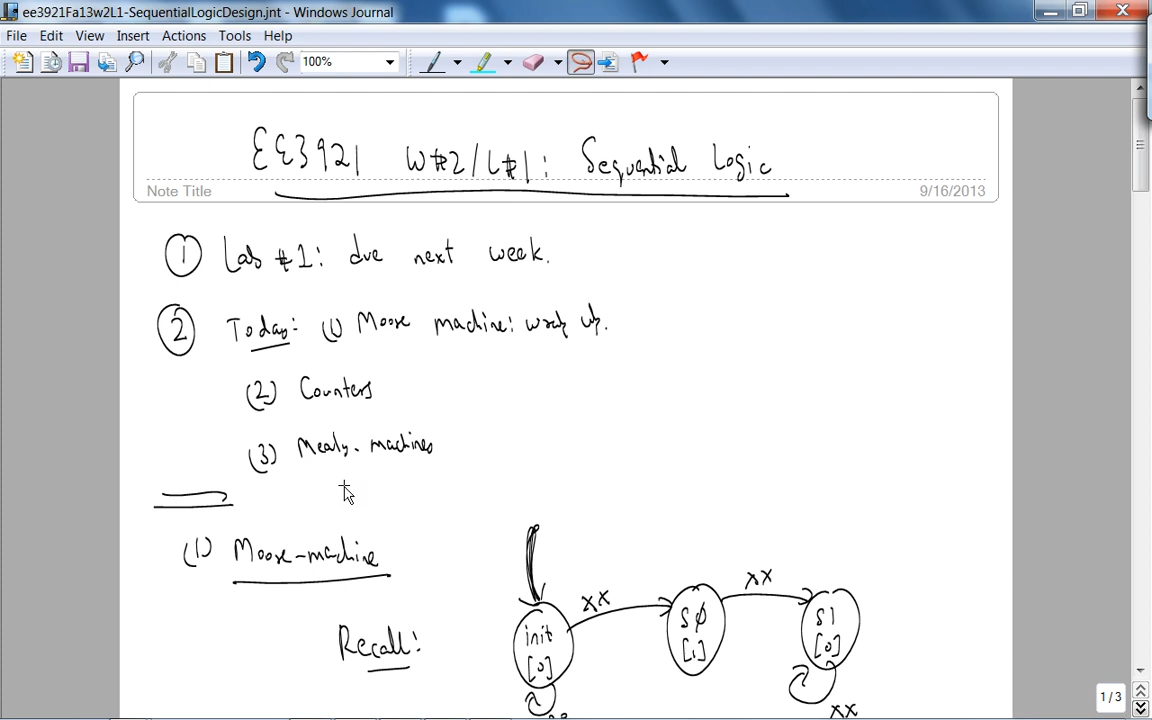 ee3921Fa13w2L1-SequentialLogicDesign.jnt - Windows Journal
File Edit View Insert Actions Tools Help
100%
EE3921 W#2/L#1: Sequential Logic
Note Title 9/16/2013
① Lab #1: due next week.
② Today: (1) Moore machine: wrap up.
(2) Counters
(3) Mealy-machines
(1) Moore-machine
XX XX
init [0]
Sφ [1]
S1 [0]
Recall:
XX
1 / 3